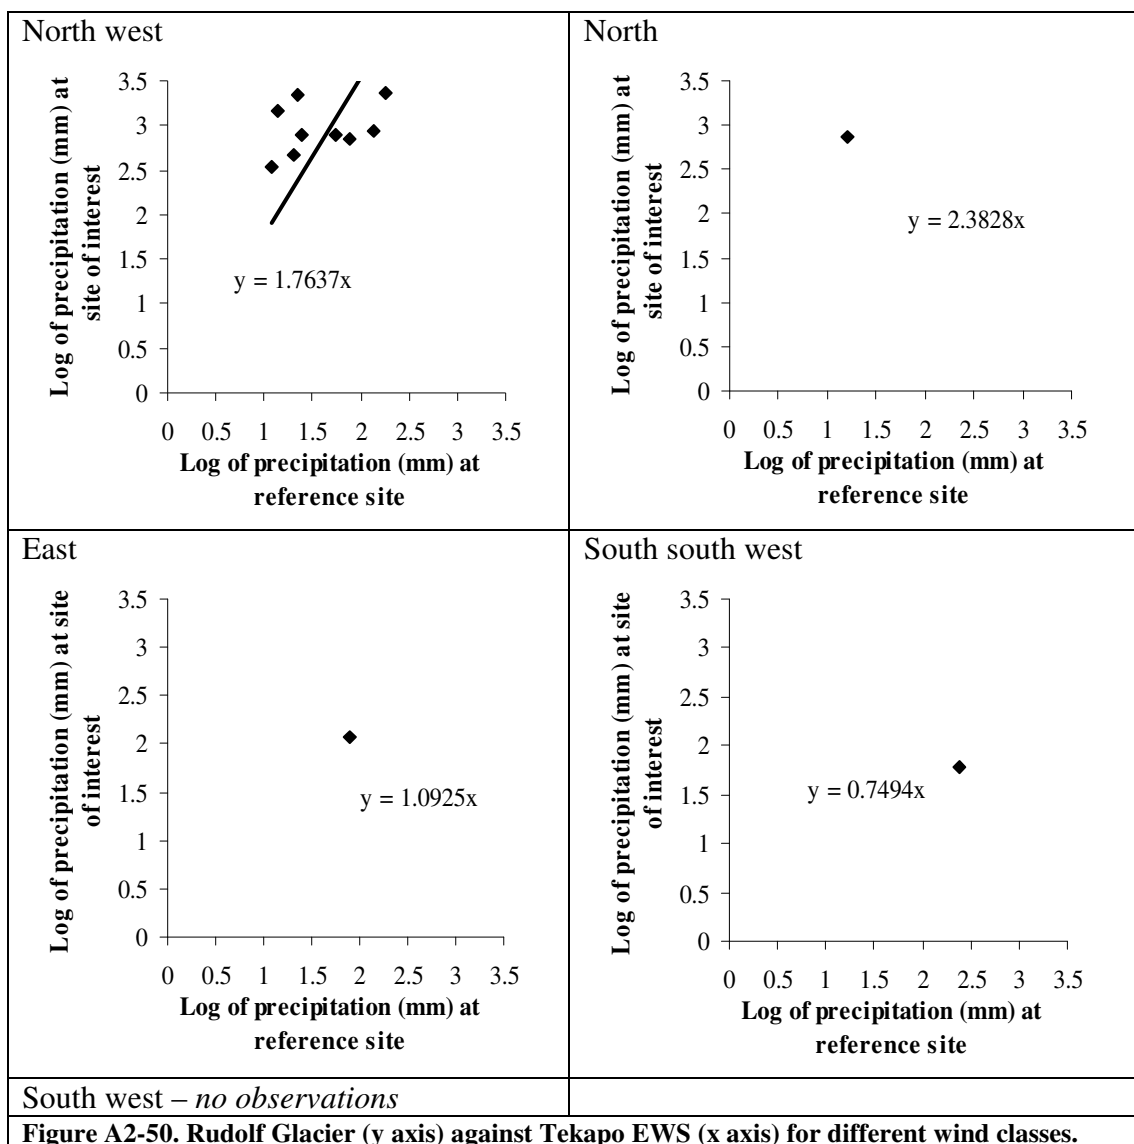 North west
Log of precipitation (mm) at
site of interest
3.5
3
2.5
2
1.5
1
0.5
0
y = 1.7637x
0 0.5 1 1.5 2 2.5 3 3.5
Log of precipitation (mm) at
reference site
North
Log of precipitation (mm) at
site of interest
3.5
3
2.5
2
1.5
1
0.5
0
y = 2.3828x
0 0.5 1 1.5 2 2.5 3 3.5
Log of precipitation (mm) at
reference site
East
Log of precipitation (mm) at site
of interest
3.5
3
2.5
2
1.5
1
0.5
0
y = 1.0925x
0 0.5 1 1.5 2 2.5 3 3.5
Log of precipitation (mm) at
reference site
South south west
Log of precipitation (mm) at site
of interest
3.5
3
2.5
2
1.5
1
0.5
0
y = 0.7494x
0 0.5 1 1.5 2 2.5 3 3.5
Log of precipitation (mm) at
reference site
South west – no observations
Figure A2-50. Rudolf Glacier (y axis) against Tekapo EWS (x axis) for different wind classes.